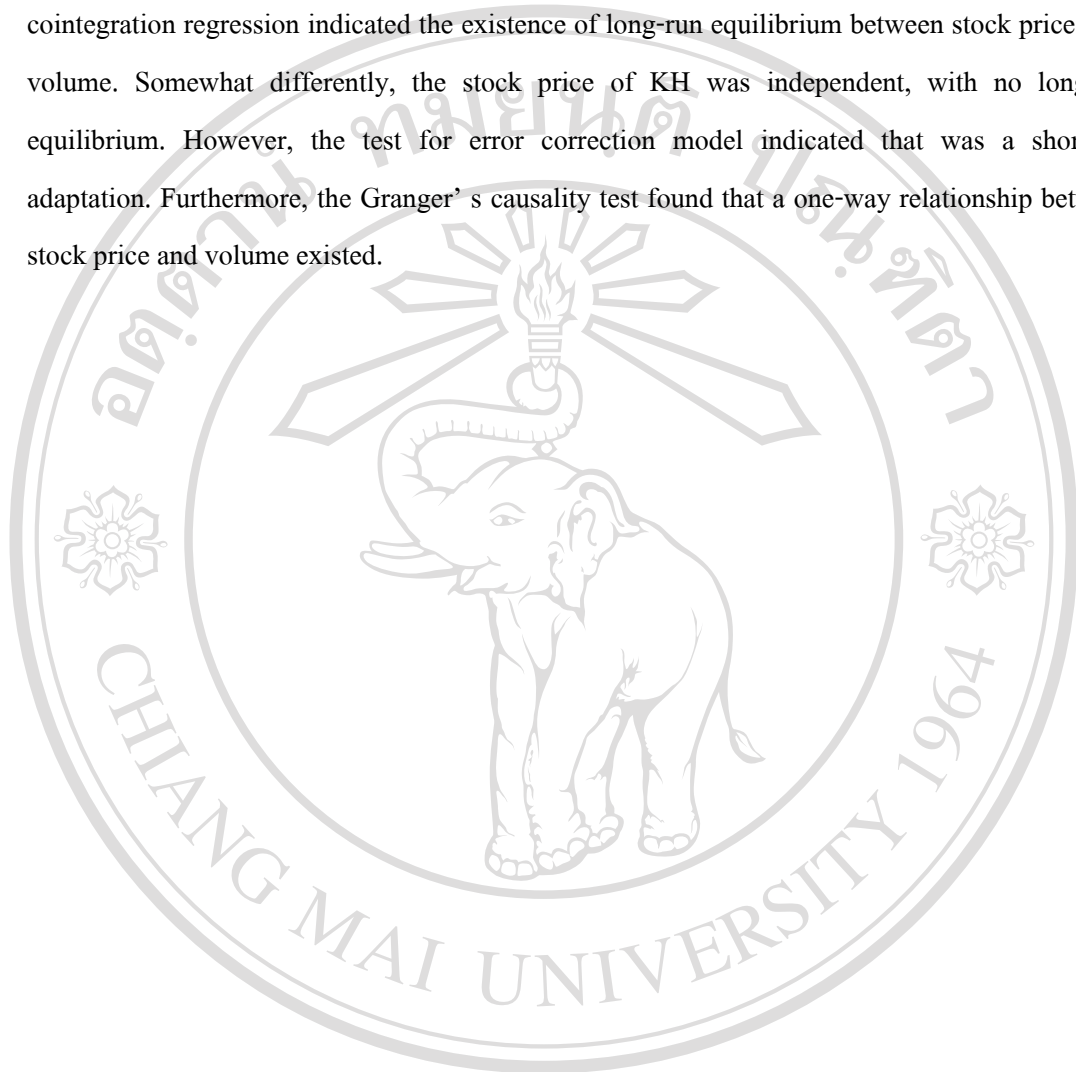 cointegration regression indicated the existence of long-run equilibrium between stock price
volume. Somewhat differently, the stock price of KH was independent, with no long
equilibrium. However, the test for error correction model indicated that was a shor
adaptation. Furthermore, the Granger’ s causality test found that a one-way relationship bet
stock price and volume existed.
CHIANG MAI UNIVERSITY 1964